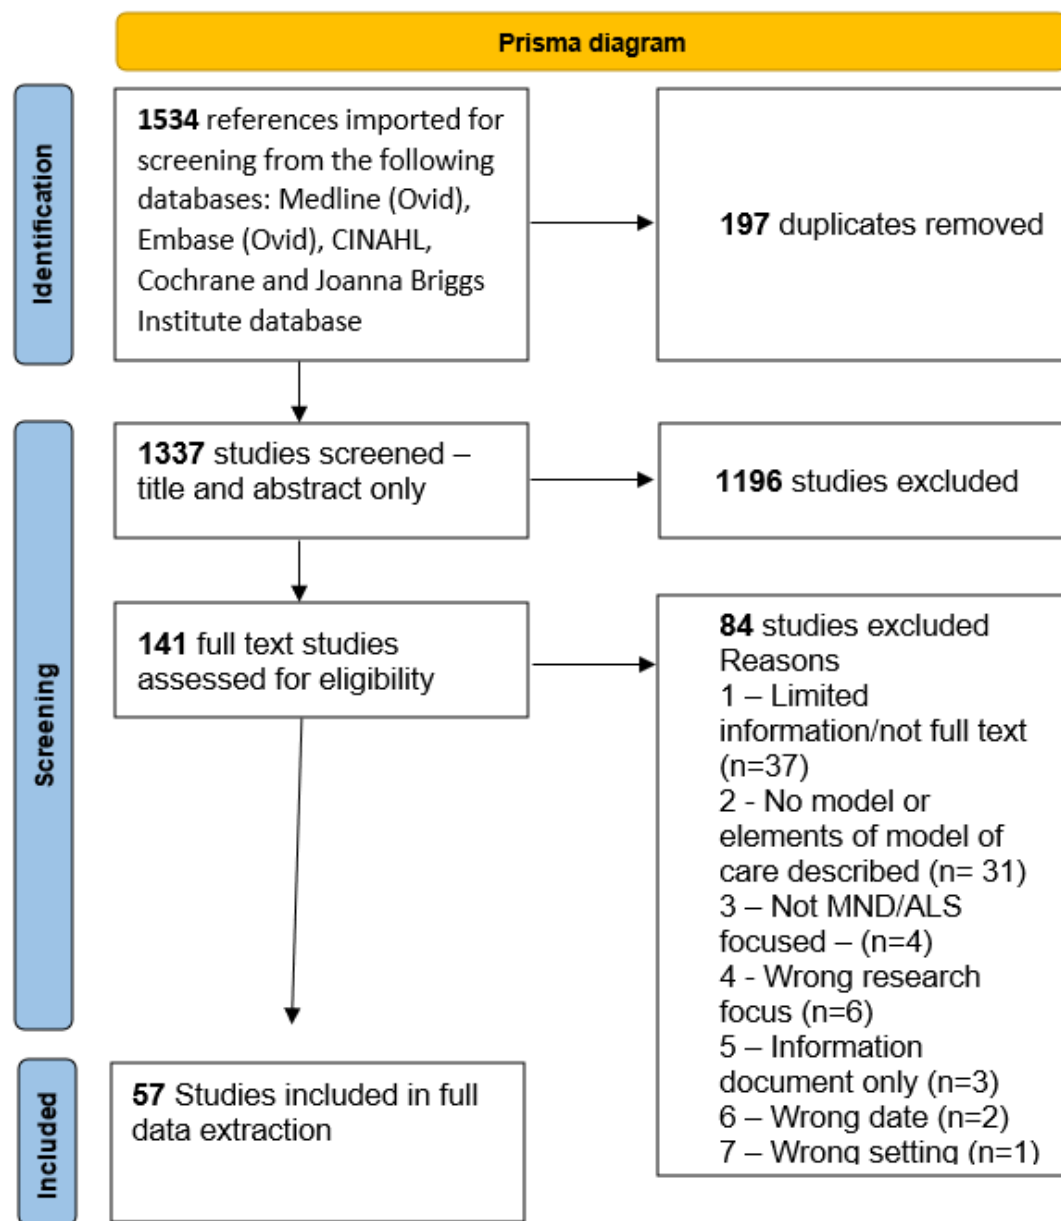 Prisma diagram
Identification
1534 references imported for
screening from the following
databases: Medline (Ovid),
Embase (Ovid), CINAHL,
Cochrane and Joanna Briggs
Institute database
197 duplicates removed
Screening
1337 studies screened –
title and abstract only
1196 studies excluded
141 full text studies
assessed for eligibility
84 studies excluded
Reasons
1 – Limited
information/not full text
(n=37)
2 - No model or
elements of model of
care described (n= 31)
3 – Not MND/ALS
focused – (n=4)
4 - Wrong research
focus (n=6)
5 – Information
document only (n=3)
6 – Wrong date (n=2)
7 – Wrong setting (n=1)
Included
57 Studies included in full
data extraction